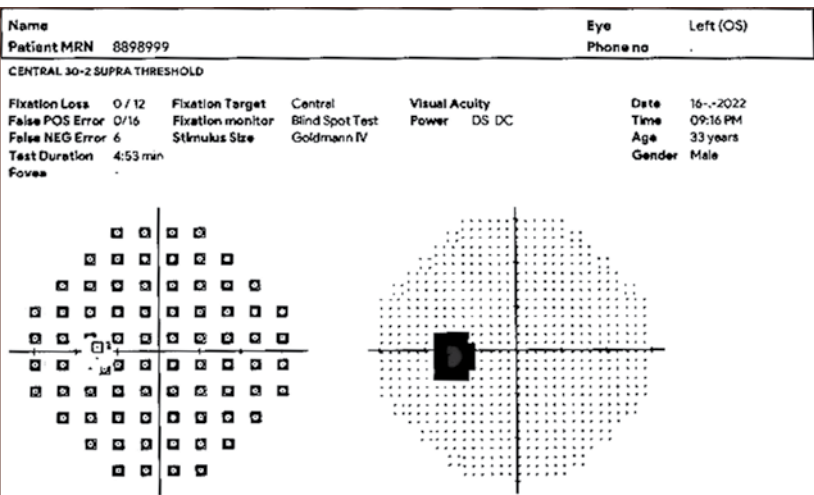 Name Eye Left (OS)
Patient MRN 8898999 Phone no .
CENTRAL 30-2 SUPRA THRESHOLD
Fixation Loss 0 / 12 Fixation Target Central Visual Acuity Date 16-.-2022
False POS Error 0/16 Fixation monitor Blind Spot Test Power DS DC Time 09:16 PM
False NEG Error 6 Stimulus Size Goldmann IV Age 33 years
Test Duration 4:53 min Gender Male
Fovea -